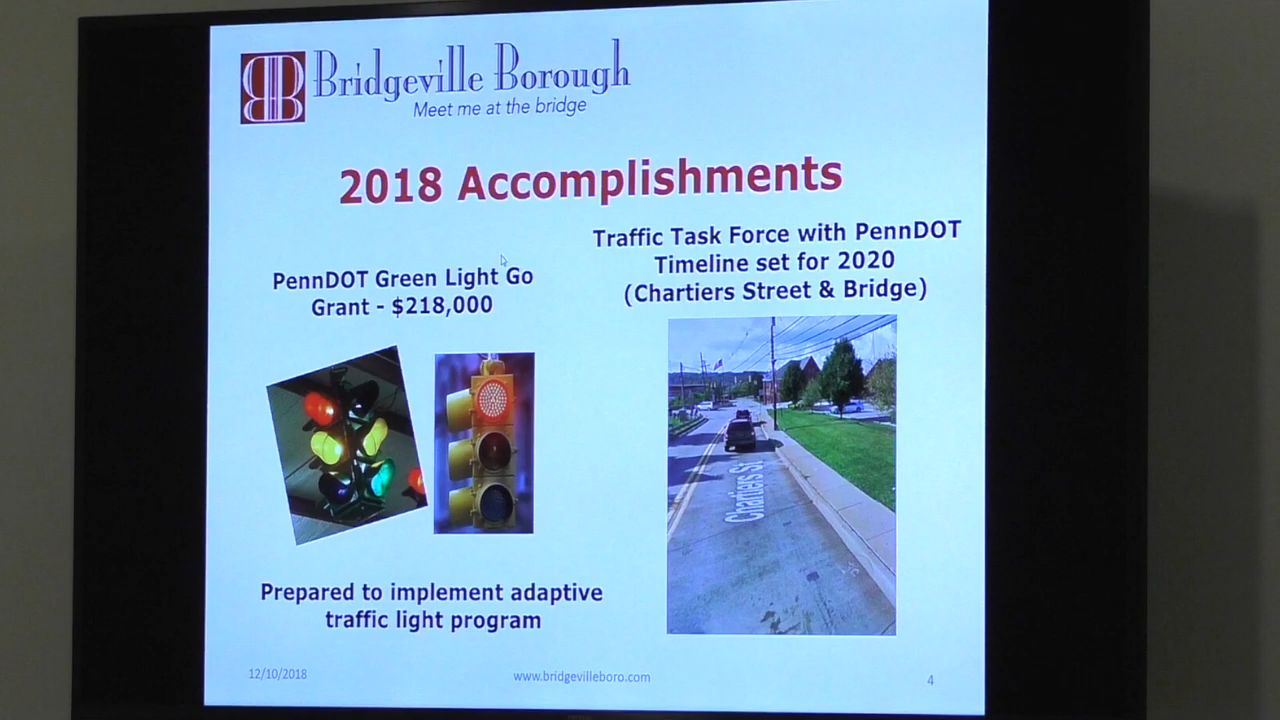 Bridgeville Borough
Meet me at the bridge
2018 Accomplishments
PennDOT Green Light Go
Grant - $218,000
Prepared to implement adaptive
traffic light program
Traffic Task Force with PennDOT
Timeline set for 2020
(Chartiers Street & Bridge)
Chartiers St
12/10/2018
www.bridgevilleboro.com
4